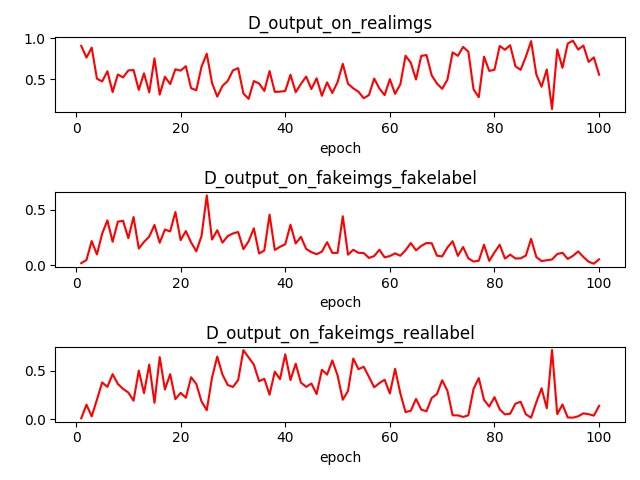 D_output_on_realimgs
1.0
0.5
0 20 40 60 80 100
epoch
D_output_on_fakeimgs_fakelabel
0.5
0.0
0 20 40 60 80 100
epoch
D_output_on_fakeimgs_reallabel
0.5
0.0
0 20 40 60 80 100
epoch